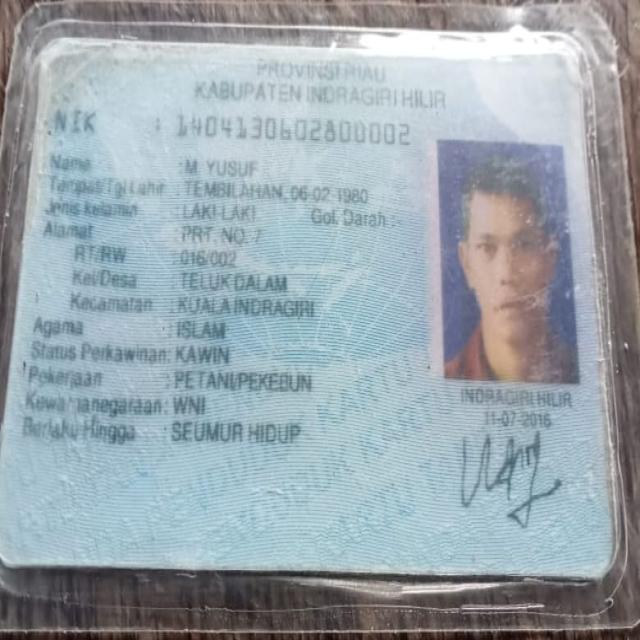 PROVINSI RIAU
KABUPATEN INDRAGIRI HILIR
NIK : 1404130602800002
Nama : M YUSUF
Tempat/Tgl Lahir : TEMBILAHAN, 06-02-1980
Jenis kelamin : LAKI-LAKI Gol. Darah : -
Alamat : PRT. NO. 7
RT/RW : 016/002
Kel/Desa : TELUK DALAM
Kecamatan : KUALA INDRAGIRI
Agama : ISLAM
Status Perkawinan: KAWIN
Pekerjaan : PETANI/PEKEBUN
Kewarganegaraan: WNI
Berlaku Hingga : SEUMUR HIDUP
INDRAGIRI HILIR
11-07-2016